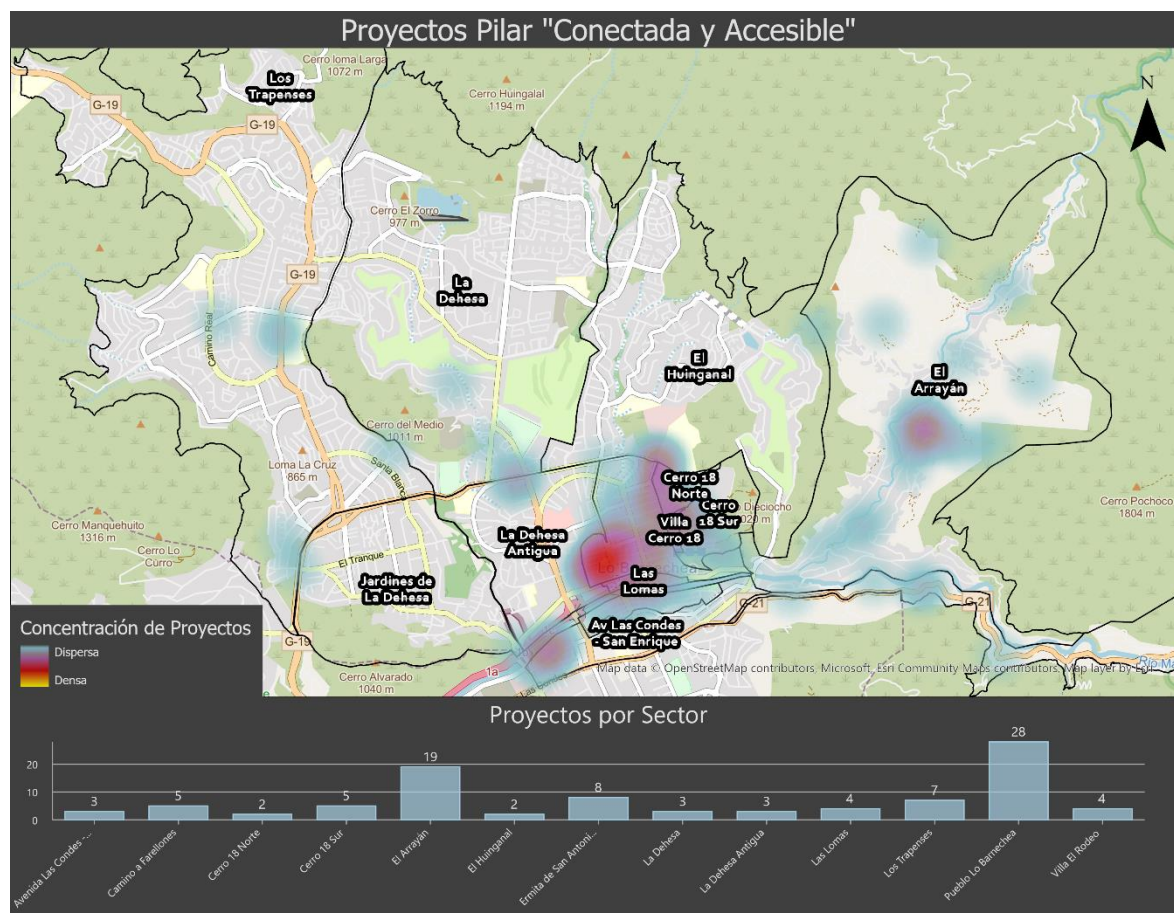 Proyectos Pilar "Conectada y Accesible"
Cerro loma Larga
1072 m
Los
Trapenses
G-19
Cerro Huingalal
1194 m
N
G-19
Cerro El Zorro
977 m
G-19
La
Dehesa
Camino Real
El
Huinganal
El
Arrayán
Cerro del Medio
1011 m
Loma La Cruz
865 m
Santa Blanca
Cerro 18
Norte
Cerro
18 Sur
Dieciocho
Villa
Cerro 18
Cerro Pochoco
1804 m
Cerro Manquehuito
1316 m
Cerro Lo
Curro
La Dehesa
Antigua
El Tranque
Lo Barnechea
Las
Lomas
Jardines de
La Dehesa
G-21
G-21
Av Las Condes
- San Enrique
G-19
1a
Las Condes
Cerro Alvarado
1040 m
Map data © OpenStreetMap contributors, Microsoft, Esri Community Maps contributors, Map layer by Esri
Concentración de Proyectos
Dispersa
Densa
Proyectos por Sector
20
10
0
3
5
2
5
19
2
8
3
3
4
7
28
4
Avenida Las Condes -...
Camino a Farellones
Cerro 18 Norte
Cerro 18 Sur
El Arrayán
El Huinganal
Ermita de San Antoni...
La Dehesa
La Dehesa Antigua
Las Lomas
Los Trapenses
Pueblo Lo Barnechea
Villa El Rodeo